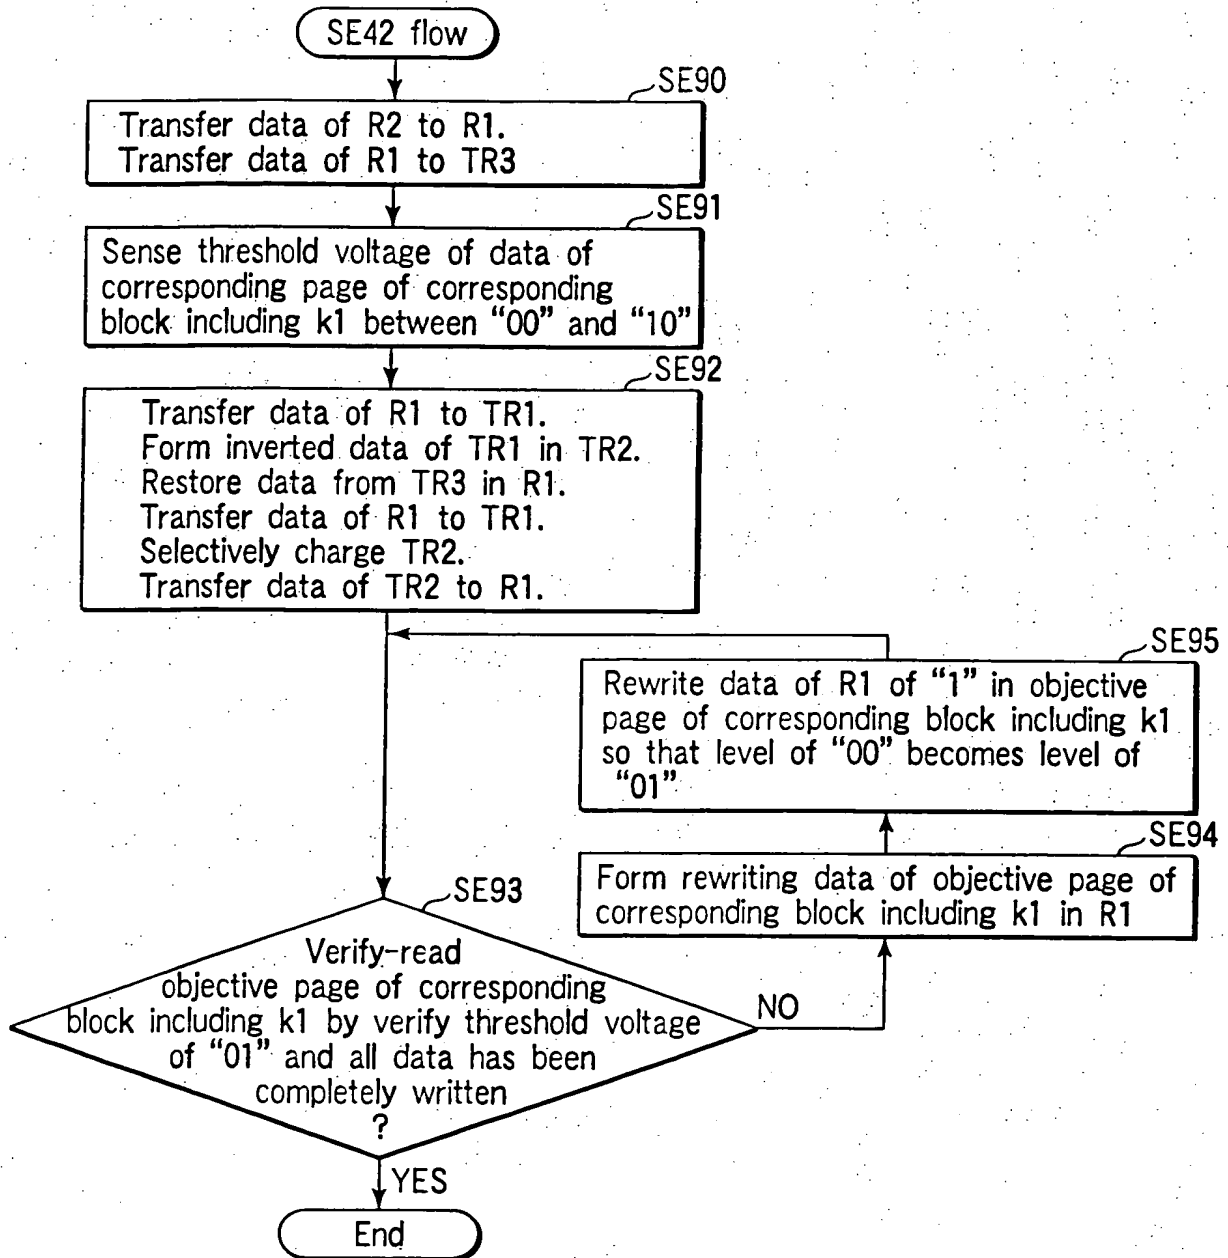 SE42 flow
SE90
Transfer data of R2 to R1.
Transfer data of R1 to TR3
SE91
Sense threshold voltage of data of
corresponding page of corresponding
block including k1 between “00” and “10”
SE92
Transfer data of R1 to TR1.
Form inverted data of TR1 in TR2.
Restore data from TR3 in R1.
Transfer data of R1 to TR1.
Selectively charge TR2.
Transfer data of TR2 to R1.
SE95
Rewrite data of R1 of “1” in objective
page of corresponding block including k1
so that level of “00” becomes level of
“01”
SE94
Form rewriting data of objective page of
corresponding block including k1 in R1
SE93
Verify-read
objective page of corresponding
block including k1 by verify threshold voltage
of “01” and all data has been
completely written
?
NO
YES
End